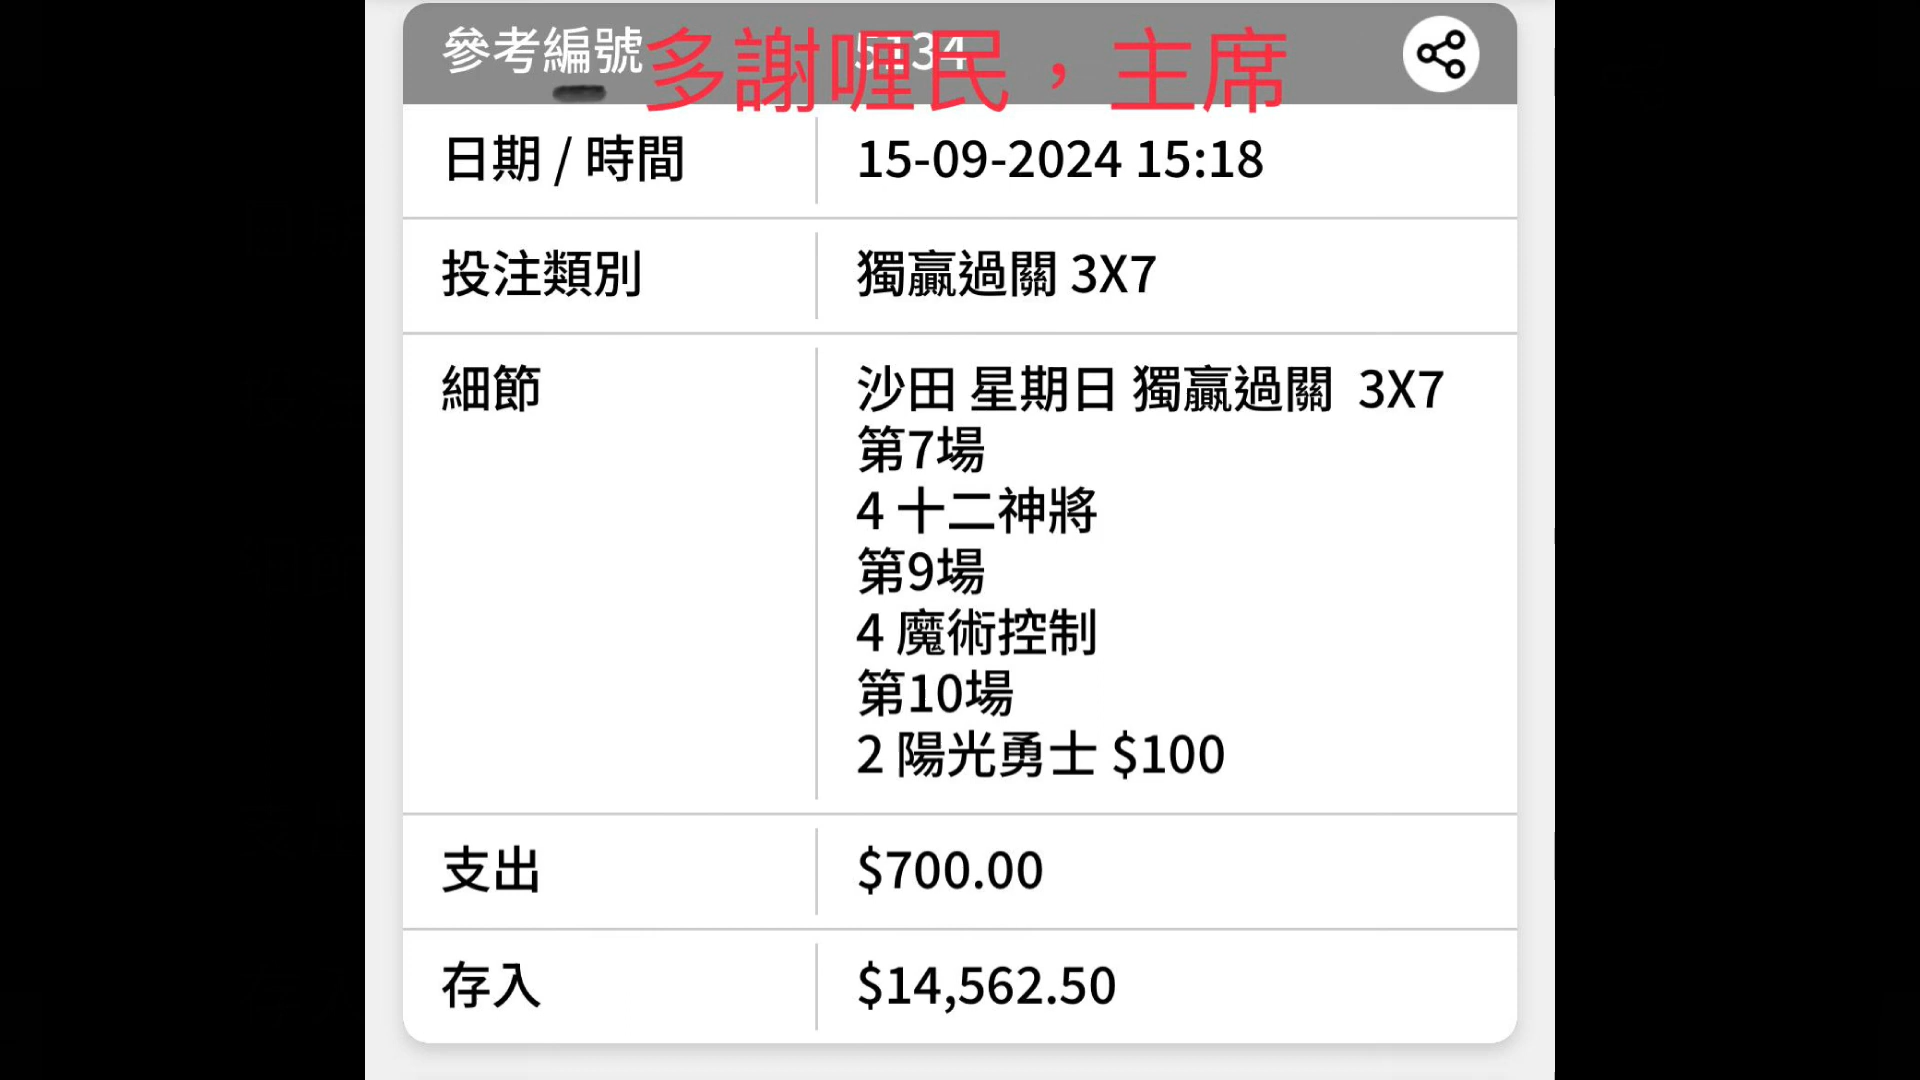 參考編號 5134
多謝喱民，主席
日期 / 時間 15-09-2024 15:18
投注類別 獨贏過關 3X7
細節 沙田 星期日 獨贏過關 3X7
第7場
4 十二神將
第9場
4 魔術控制
第10場
2 陽光勇士 $100
支出 $700.00
存入 $14,562.50